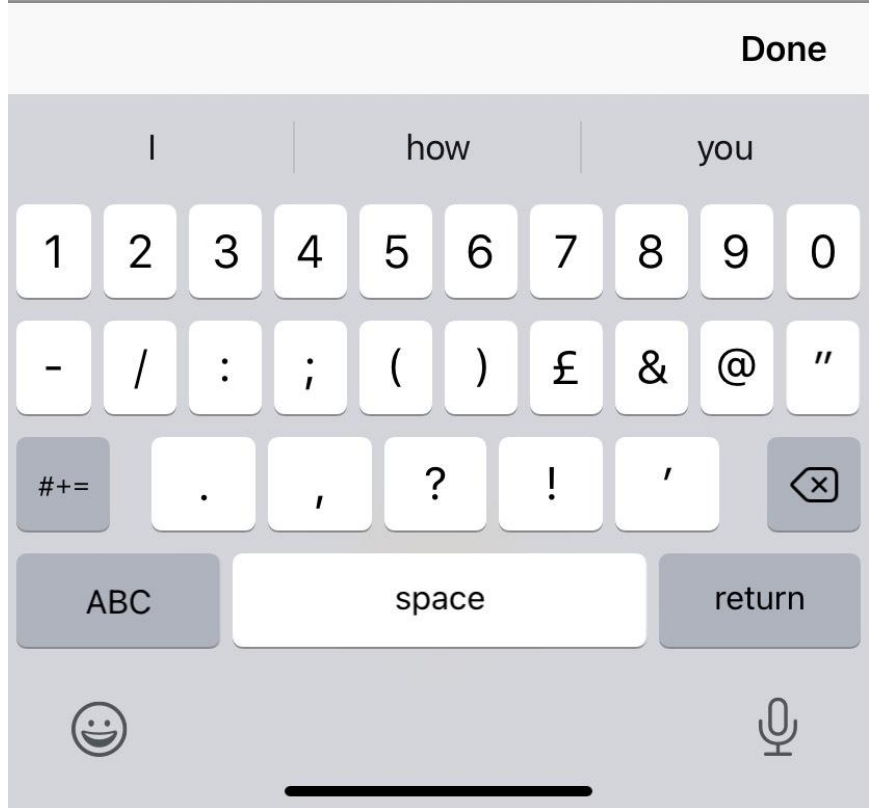 Done
I how you
1 2 3 4 5 6 7 8 9 0
- / : ; ( ) £ & @ "
#+= . , ? ! '
ABC space return